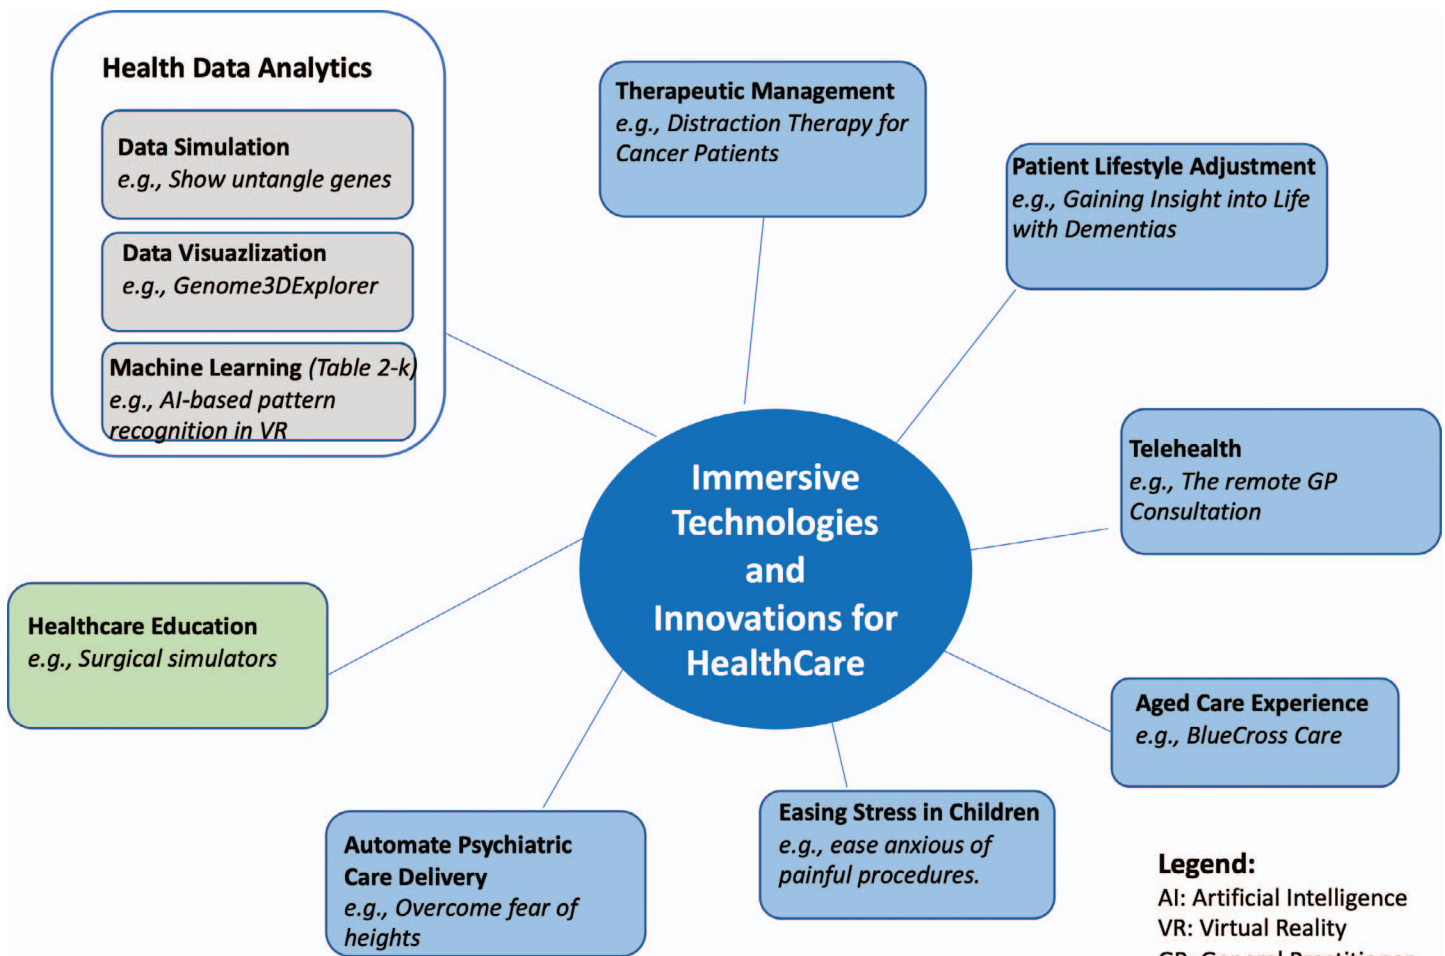 Health Data Analytics
Data Simulation
e.g., Show untangle genes
Data Visuazlization
e.g., Genome3DExplorer
Machine Learning (Table 2-k)
e.g., AI-based pattern
recognition in VR
Therapeutic Management
e.g., Distraction Therapy for
Cancer Patients
Patient Lifestyle Adjustment
e.g., Gaining Insight into Life
with Dementias
Telehealth
e.g., The remote GP
Consultation
Immersive
Technologies
and
Innovations for
HealthCare
Healthcare Education
e.g., Surgical simulators
Aged Care Experience
e.g., BlueCross Care
Easing Stress in Children
e.g., ease anxious of
painful procedures.
Automate Psychiatric
Care Delivery
e.g., Overcome fear of
heights
Legend:
AI: Artificial Intelligence
VR: Virtual Reality
GP: General Practitioner